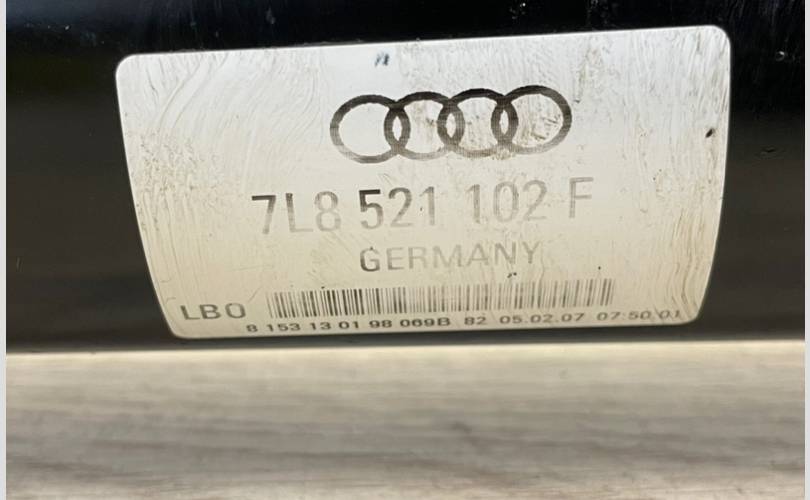 7L8 521 102 F
GERMANY
LBO
8 153 13 01 98 069B 82 05.02.07 07:50:01